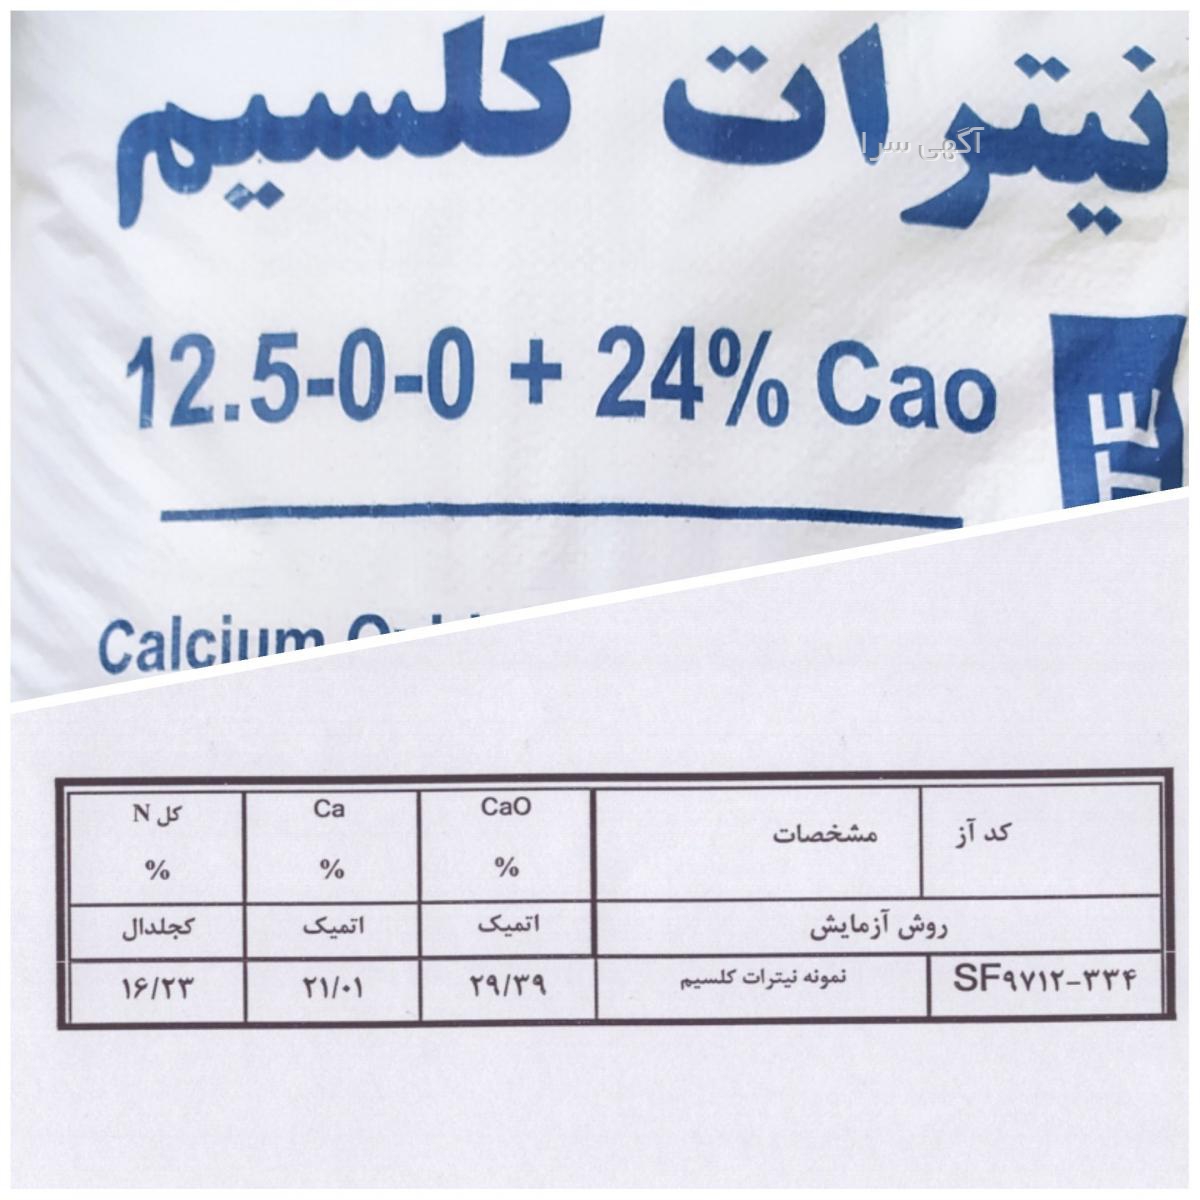 نیترات کلسیم
آگهی سرا
12.5-0-0 + 24% Cao
TE
Calcium
کد آز مشخصات CaO % Ca % کل N %
روش آزمایش اتمیک اتمیک کجلدال
SF۹۷۱۲-۳۳۴ نمونه نیترات کلسیم ۲۹/۳۹ ۲۱/۰۱ ۱۶/۲۳